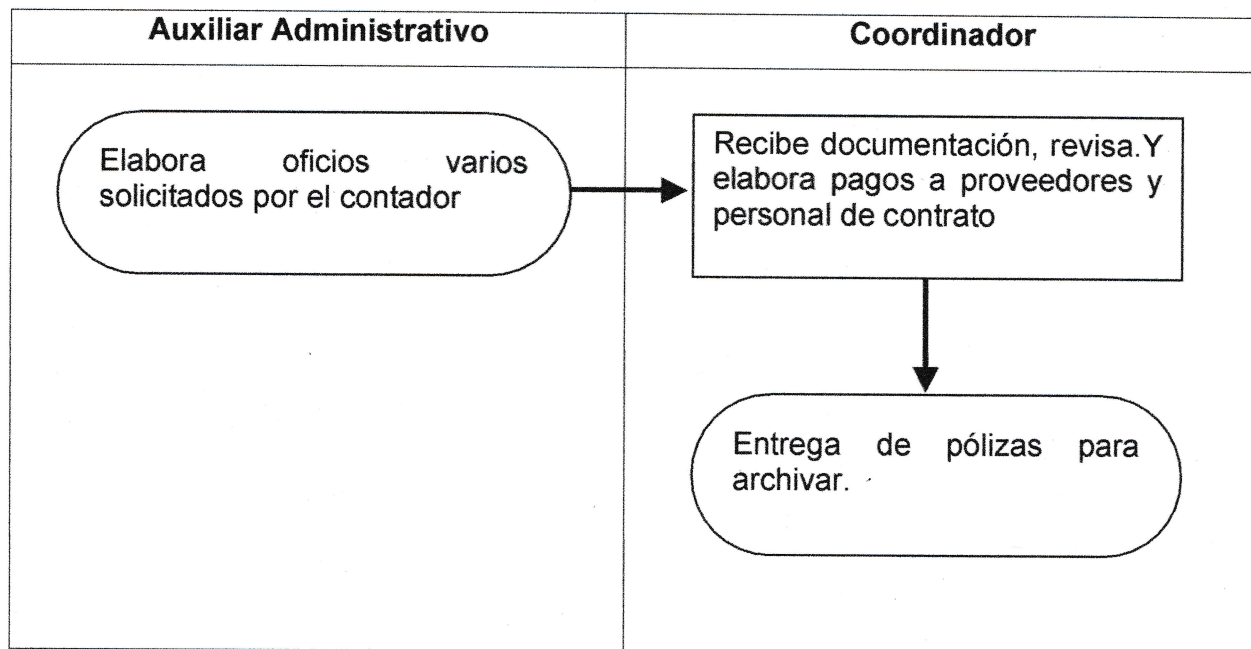 Auxiliar Administrativo
Coordinador
Elabora oficios varios
solicitados por el contador
Recibe documentación, revisa.Y
elabora pagos a proveedores y
personal de contrato
Entrega de pólizas para
archivar.